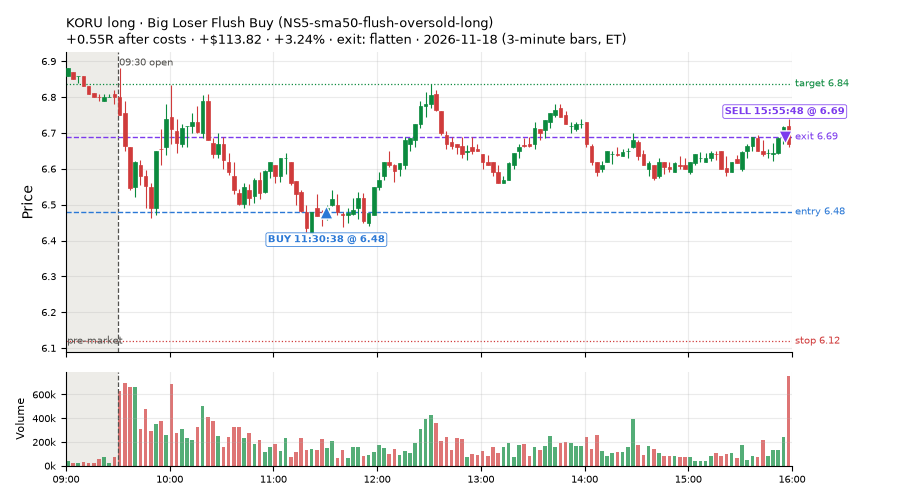 KORU long · Big Loser Flush Buy (NS5-sma50-flush-oversold-long)
+0.55R after costs · +$113.82 · +3.24% · exit: flatten · 2026-11-18 (3-minute bars, ET)
09:30 open
target 6.84
SELL 15:55:48 @ 6.69
exit 6.69
entry 6.48
BUY 11:30:38 @ 6.48
stop 6.12
pre-market
Price
6.9
6.8
6.7
6.6
6.5
6.4
6.3
6.2
6.1
Volume
600k
400k
200k
0k
09:00
10:00
11:00
12:00
13:00
14:00
15:00
16:00